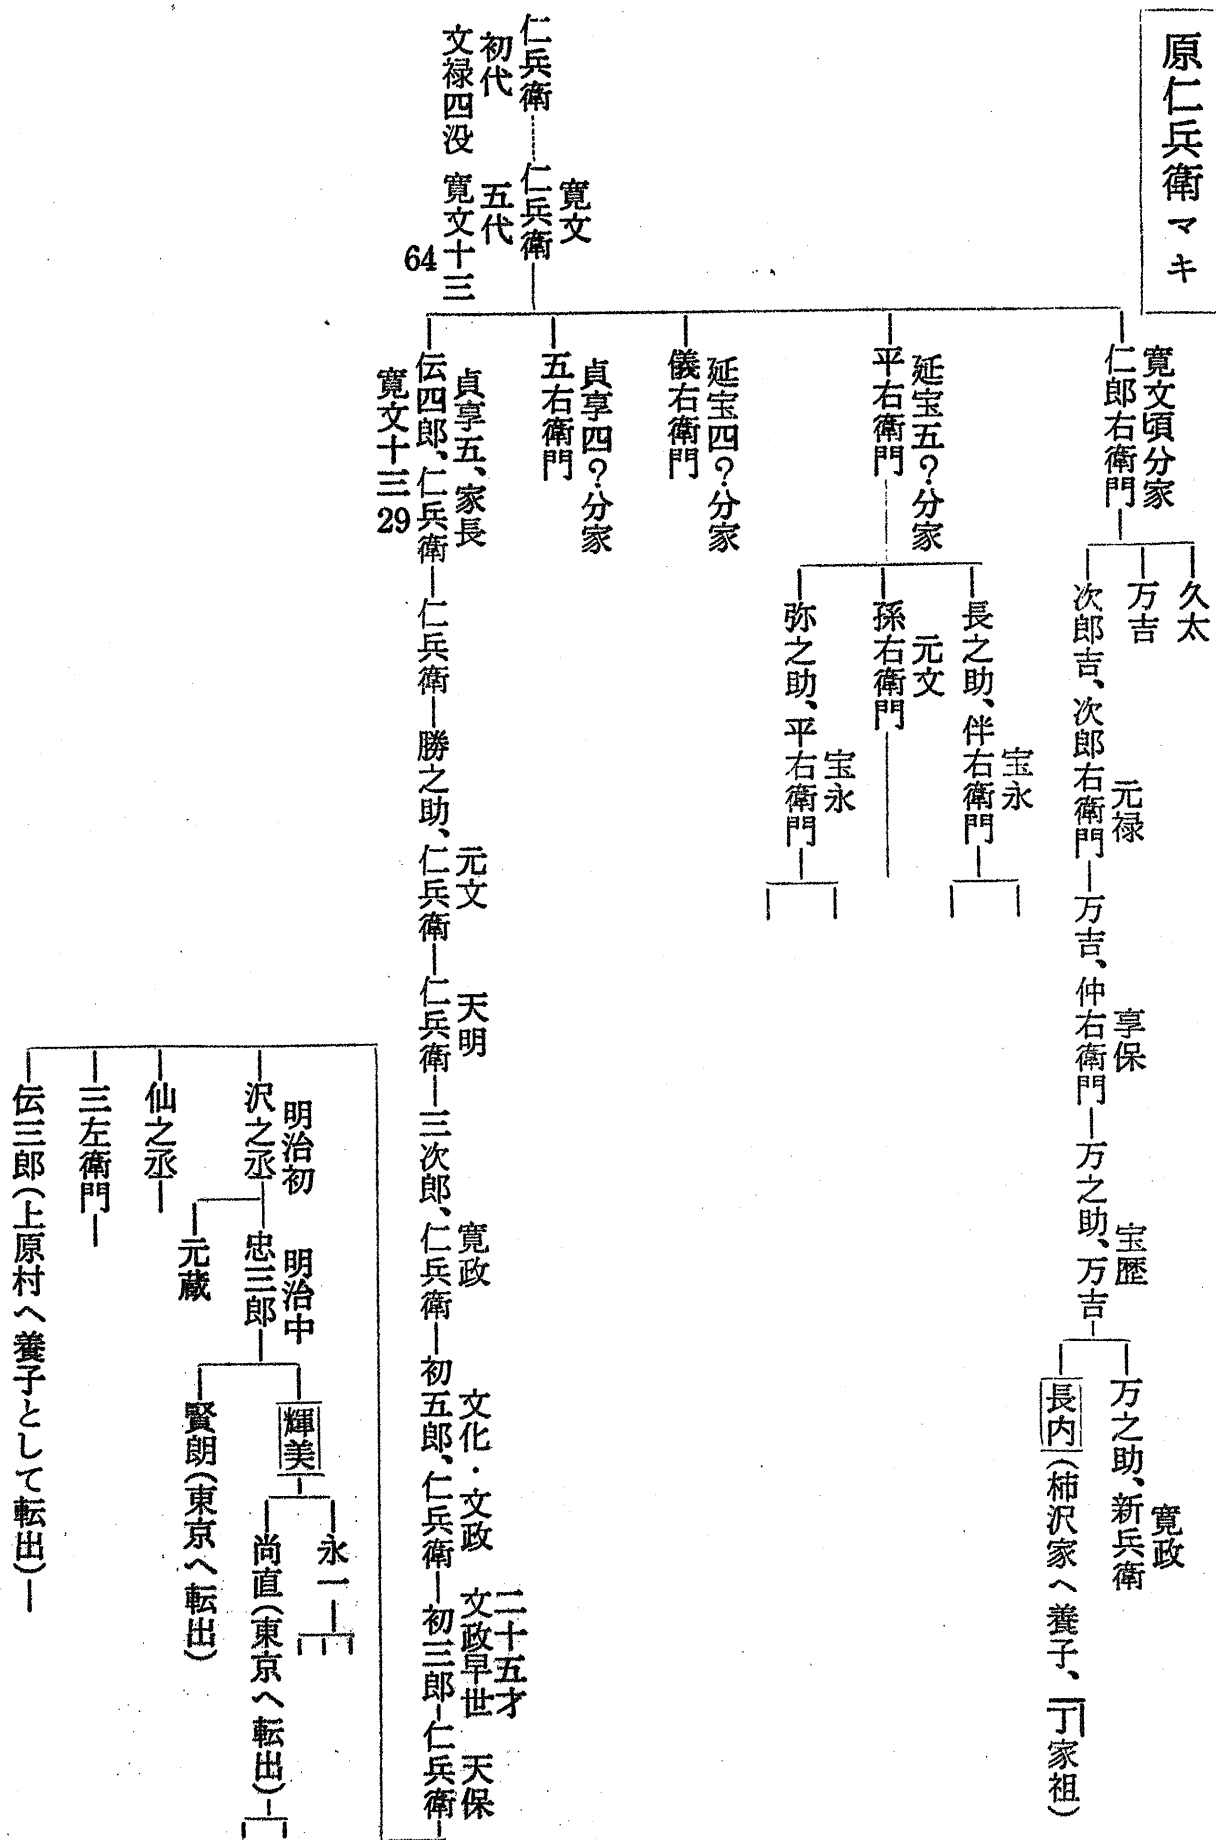 原仁兵衛マキ
仁兵衛
初代
文禄四没
寛文
仁兵衛
五代
寛文十三
64
寛文頃分家
仁郎右衛門
久太
万吉
元禄
次郎吉、次郎右衛門
享保
万吉、仲右衛門
宝歴
万之助、万吉
寛政
万之助、新兵衛
長内(柿沢家へ養子、丁家祖)
延宝五?分家
平右衛門
宝永
長之助、伴右衛門
元文
孫右衛門
宝永
弥之助、平右衛門
延宝四?分家
儀右衛門
貞享四?分家
五右衛門
貞享五、家長
伝四郎、仁兵衛
寛文十三29
仁兵衛
元文
勝之助、仁兵衛
天明
仁兵衛
寛政
三次郎、仁兵衛
文化・文政
初五郎、仁兵衛
二十五才
文政早世
初三郎
天保
仁兵衛
明治初
沢之丞
明治中
忠三郎
元蔵
輝美
永一
尚直(東京へ転出)
賢朗(東京へ転出)
仙之丞
三左衛門
伝三郎(上原村へ養子として転出)